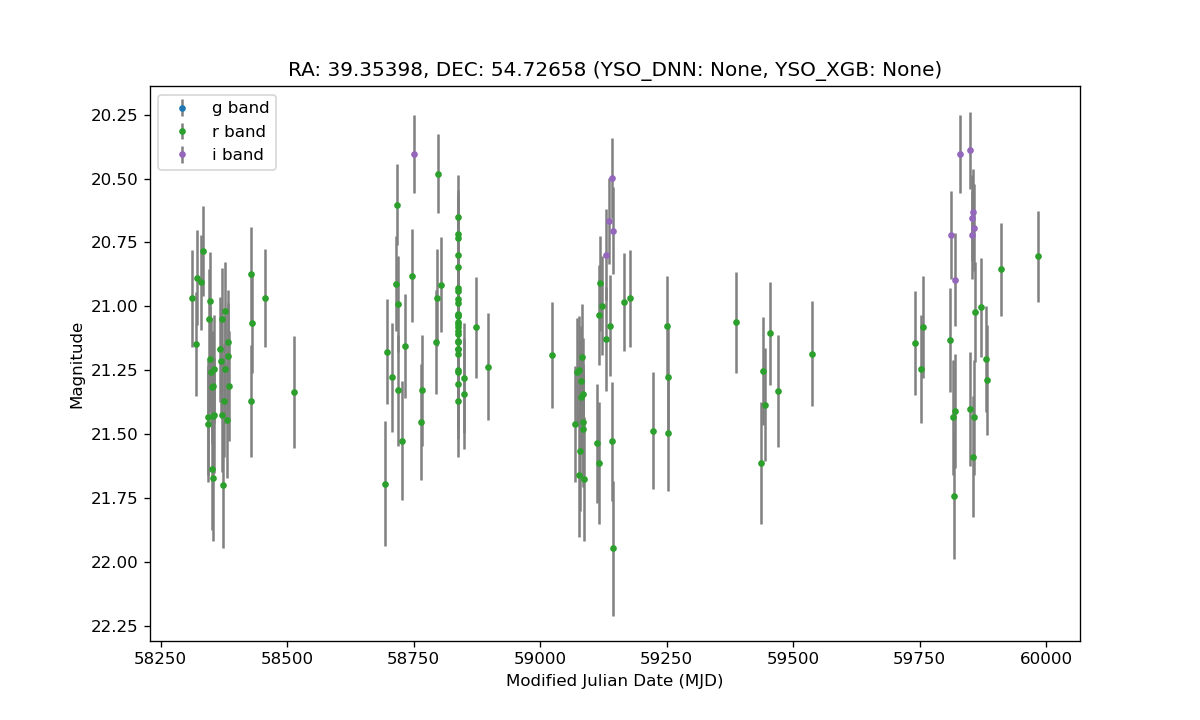 RA: 39.35398, DEC: 54.72658 (YSO_DNN: None, YSO_XGB: None)
g band
r band
i band
20.25
20.50
20.75
21.00
21.25
21.50
21.75
22.00
22.25
Magnitude
58250 58500 58750 59000 59250 59500 59750 60000
Modified Julian Date (MJD)